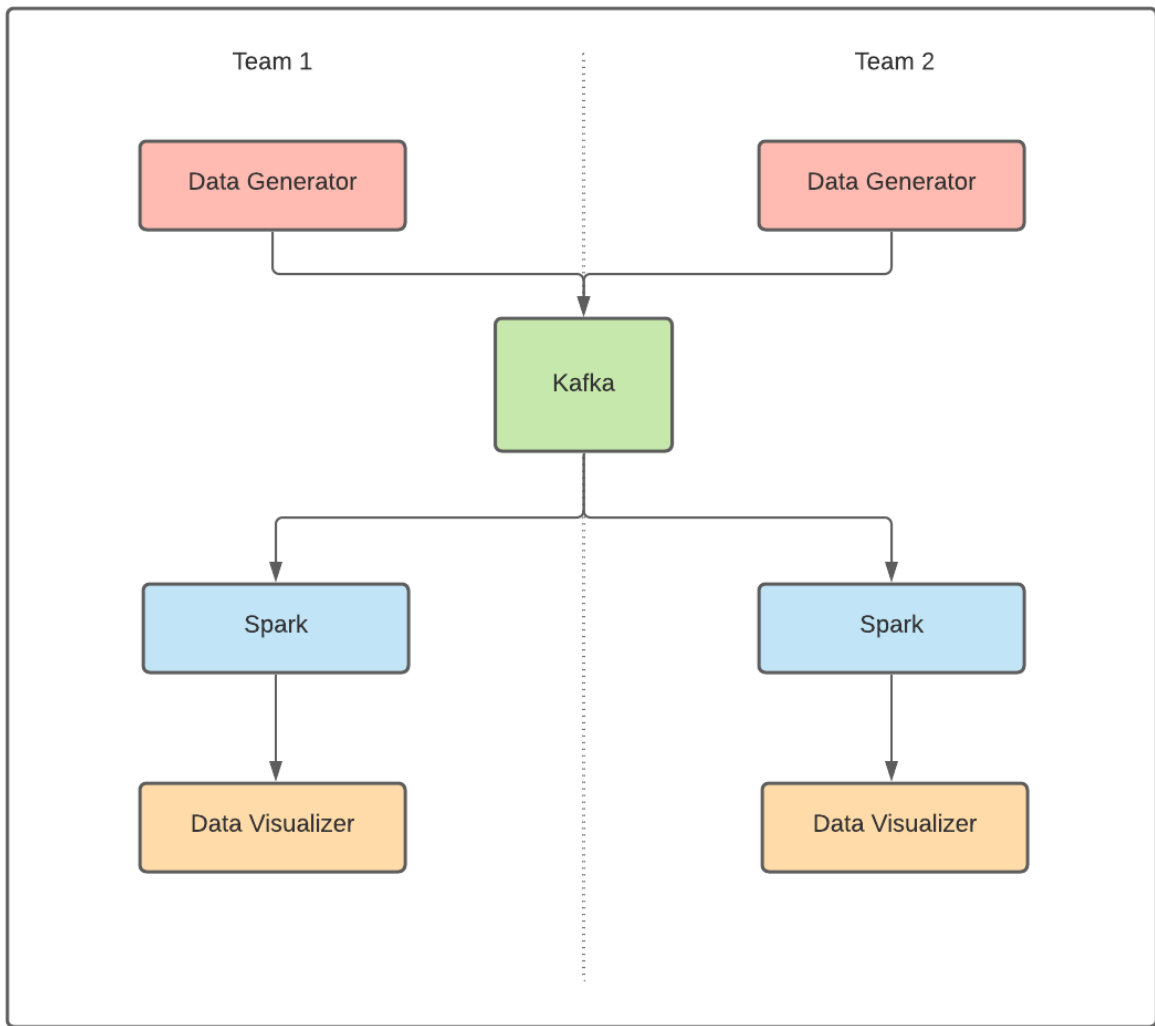 Team 1
Team 2
Data Generator
Data Generator
Kafka
Spark
Spark
Data Visualizer
Data Visualizer